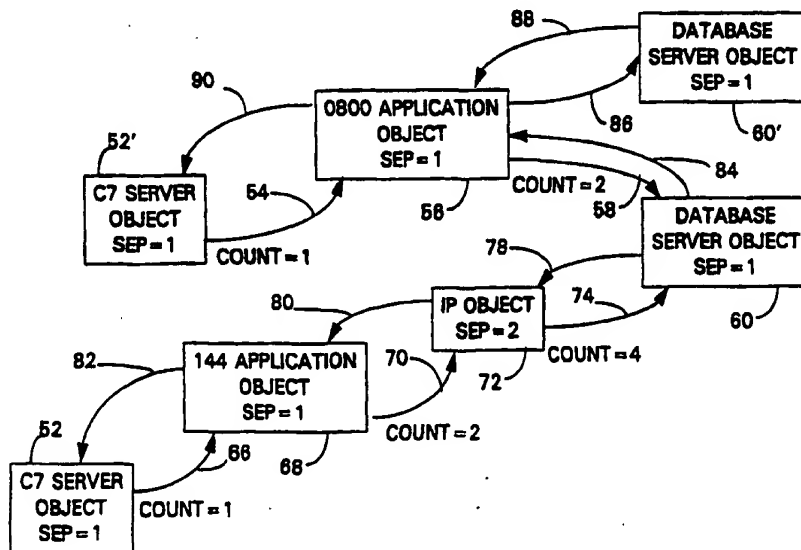 88
DATABASE
SERVER OBJECT
SEP = 1
90
0800 APPLICATION
OBJECT
SEP = 1
86
60'
52'
84
54
C7 SERVER
OBJECT
SEP = 1
56
COUNT = 2
58
DATABASE
SERVER OBJECT
SEP = 1
COUNT = 1
78
80
IP OBJECT
SEP = 2
74
60
82
144 APPLICATION
OBJECT
SEP = 1
70
72
COUNT = 4
52
COUNT = 2
66
68
C7 SERVER
OBJECT
SEP = 1
COUNT = 1